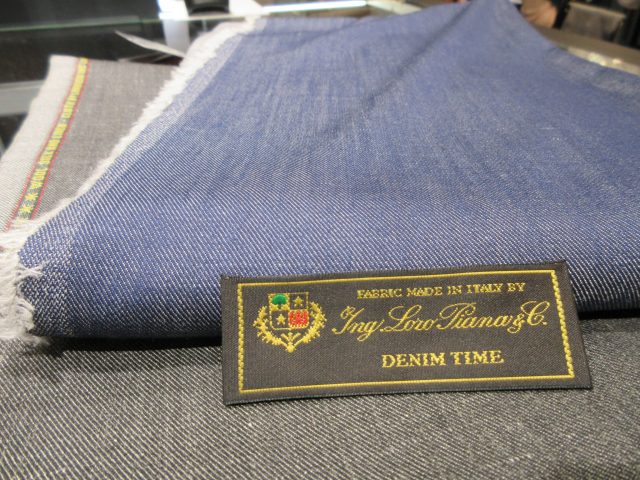 FABRIC MADE IN ITALY BY
Ing. Loro Piana & C.
DENIM TIME